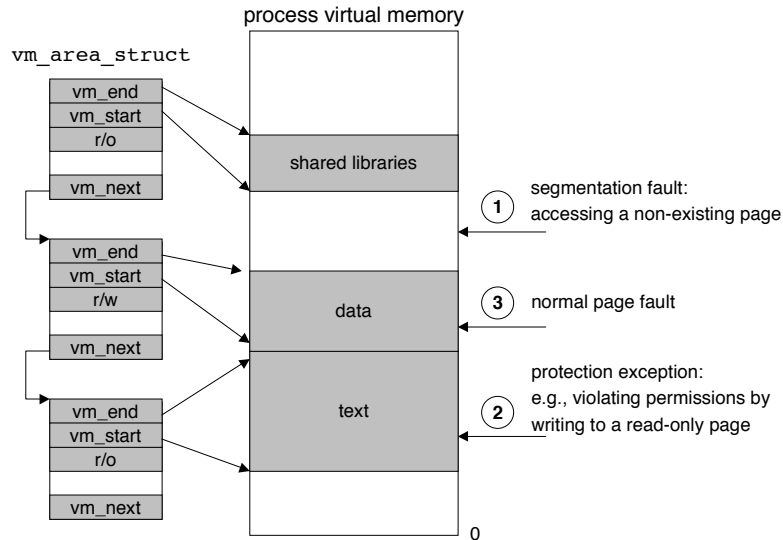 process virtual memory
vm_area_struct
vm_end
vm_start
r/o
vm_next
shared libraries
1
segmentation fault:
accessing a non-existing page
vm_end
vm_start
r/w
vm_next
data
3
normal page fault
vm_end
vm_start
r/o
vm_next
text
2
protection exception:
e.g., violating permissions by
writing to a read-only page
0